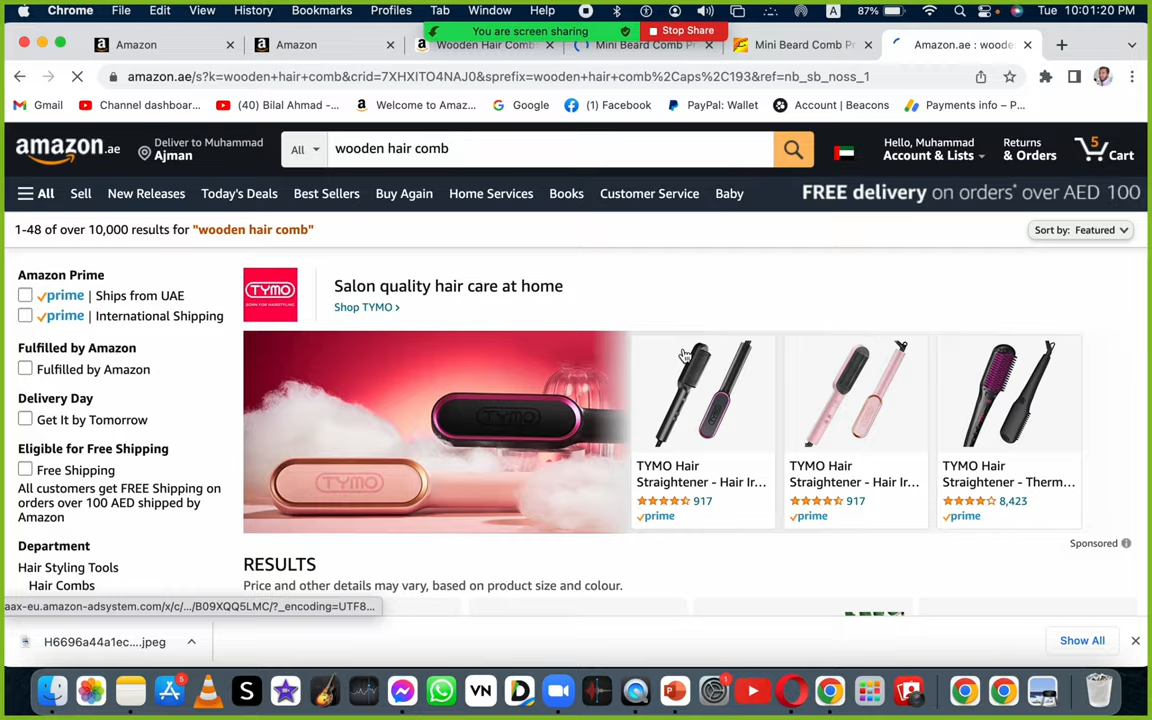 Chrome File Edit View History Bookmarks Profiles Tab Window Help A 87% Tue 10:01:20 PM
You are screen sharing Stop Share
Amazon Amazon Wooden Hair Comb Mini Beard Comb Pr Mini Beard Comb Pr Amazon.ae : woode
amazon.ae/s?k=wooden+hair+comb&crid=7XHXITO4NAJ0&sprefix=wooden+hair+comb%2Caps%2C193&ref=nb_sb_noss_1
Gmail Channel dashboar... (40) Bilal Ahmad -... Welcome to Amaz... Google (1) Facebook PayPal: Wallet Account | Beacons Payments info – P...
amazon.ae
Deliver to Muhammad
Ajman
All
wooden hair comb
Hello, Muhammad
Account & Lists
Returns
& Orders
5
Cart
All Sell New Releases Today's Deals Best Sellers Buy Again Home Services Books Customer Service Baby FREE delivery on orders* over AED 100
1-48 of over 10,000 results for "wooden hair comb"
Sort by: Featured
Amazon Prime
prime | Ships from UAE
prime | International Shipping
Fulfilled by Amazon
Fulfilled by Amazon
Delivery Day
Get It by Tomorrow
Eligible for Free Shipping
Free Shipping
All customers get FREE Shipping on
orders over 100 AED shipped by
Amazon
Department
Hair Styling Tools
Hair Combs
TYMO
BORN FOR HAIRSTYLING
Salon quality hair care at home
Shop TYMO ›
TYMO
TYMO
TYMO Hair
Straightener - Hair Ir...
917
prime
TYMO Hair
Straightener - Hair Ir...
917
prime
TYMO Hair
Straightener - Therm...
8,423
prime
Sponsored
RESULTS
Price and other details may vary, based on product size and colour.
aax-eu.amazon-adsystem.com/x/c/.../B09XQQ5LMC/?_encoding=UTF8...
H6696a44a1ec....jpeg
Show All
5
S
VN
D
P
1